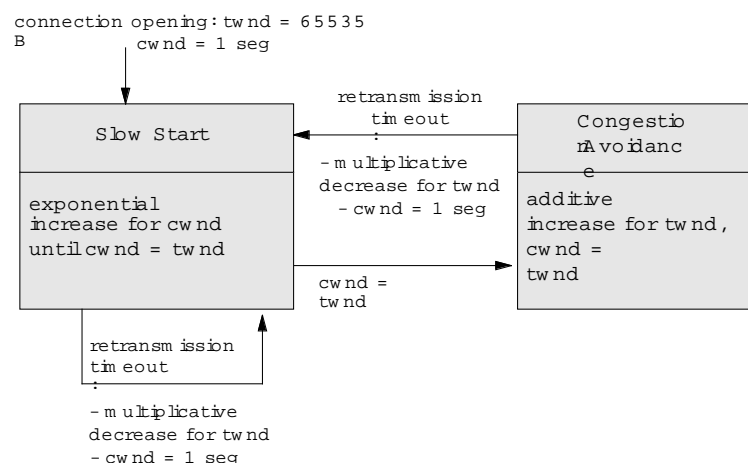 connection opening: twnd = 65535
B
cwnd = 1 seg
retransmission
timeout
:
Slow Start
Congestio
n Avoidanc
e
- multiplicative
decrease for twnd
- cwnd = 1 seg
exponential
increase for cwnd
until cwnd = twnd
additive
increase for twnd,
cwnd =
twnd
cwnd =
twnd
retransmission
timeout
:
- multiplicative
decrease for twnd
- cwnd = 1 seg